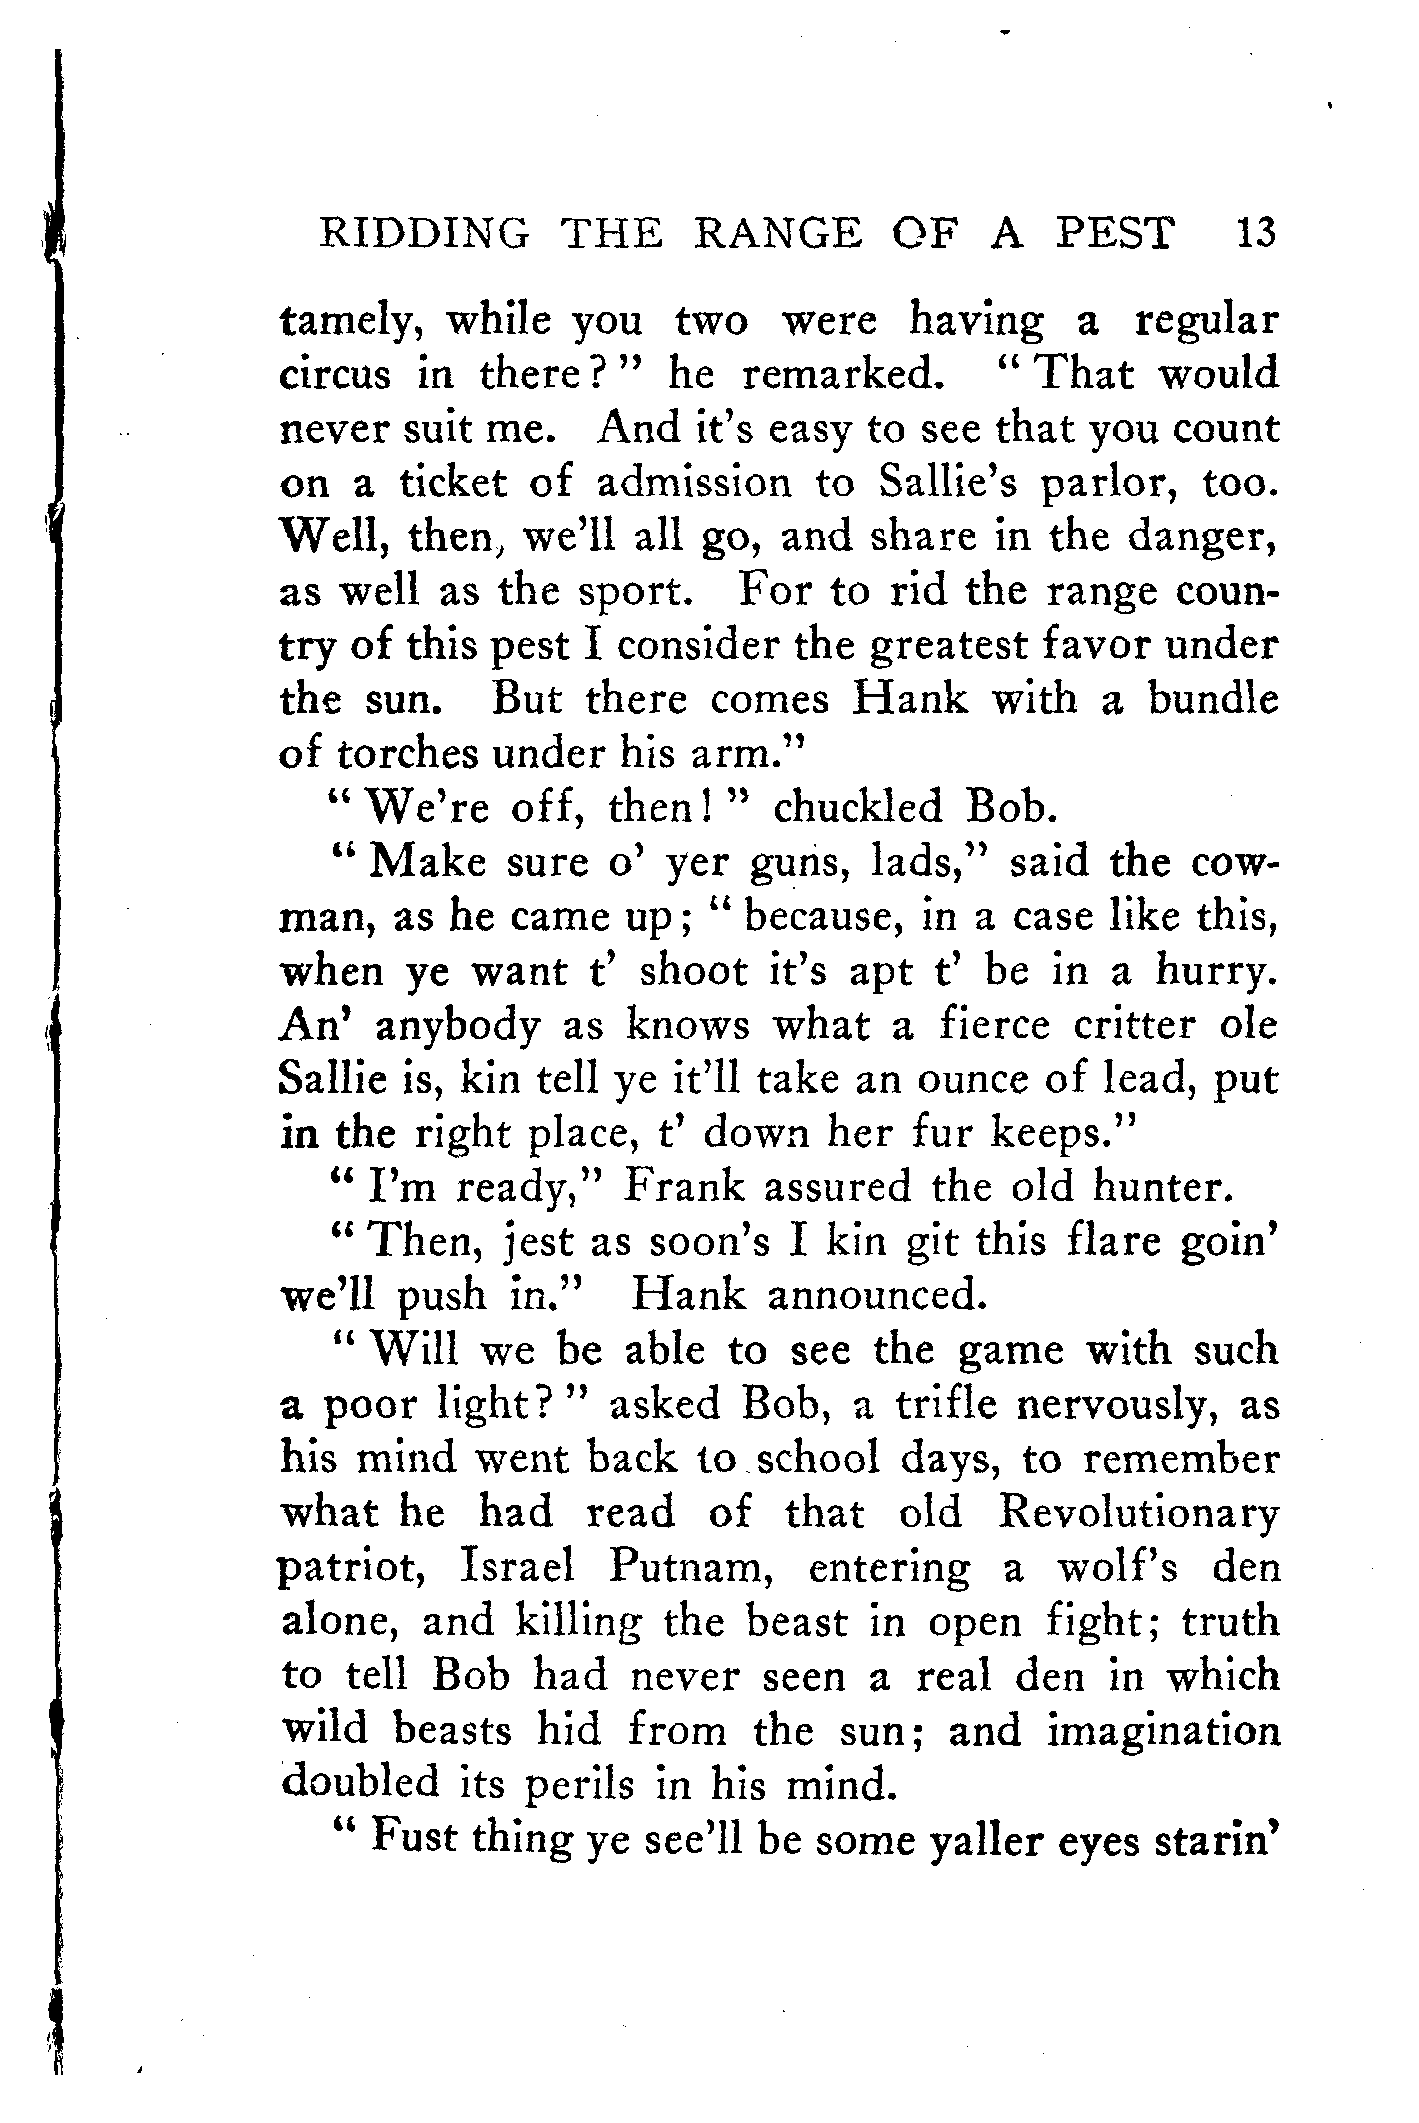 RIDDING THE RANGE OF A PEST 13
tamely, while you two were having a regular
circus in there?" he remarked. "That would
never suit me. And it's easy to see that you count
on a ticket of admission to Sallie's parlor, too.
Well, then, we'll all go, and share in the danger,
as well as the sport. For to rid the range coun-
try of this pest I consider the greatest favor under
the sun. But there comes Hank with a bundle
of torches under his arm."
"We're off, then!" chuckled Bob.
"Make sure o' yer guns, lads," said the cow-
man, as he came up; "because, in a case like this,
when ye want t' shoot it's apt t' be in a hurry.
An' anybody as knows what a fierce critter ole
Sallie is, kin tell ye it'll take an ounce of lead, put
in the right place, t' down her fur keeps."
"I'm ready," Frank assured the old hunter.
"Then, jest as soon's I kin git this flare goin'
we'll push in." Hank announced.
"Will we be able to see the game with such
a poor light?" asked Bob, a trifle nervously, as
his mind went back to school days, to remember
what he had read of that old Revolutionary
patriot, Israel Putnam, entering a wolf's den
alone, and killing the beast in open fight; truth
to tell Bob had never seen a real den in which
wild beasts hid from the sun; and imagination
doubled its perils in his mind.
"Fust thing ye see'll be some yaller eyes starin'